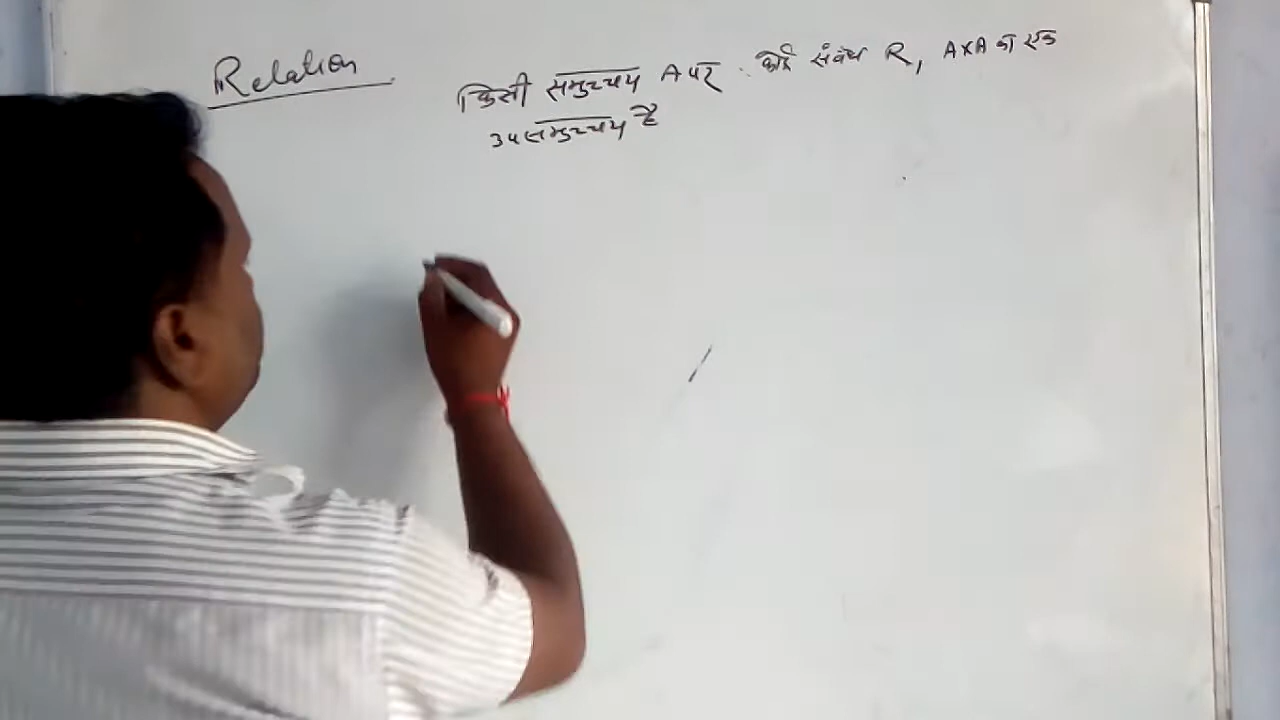 Relation
किसी समुच्चय A पर कोई संबंध R, A×A का एक
उपसमुच्चय है